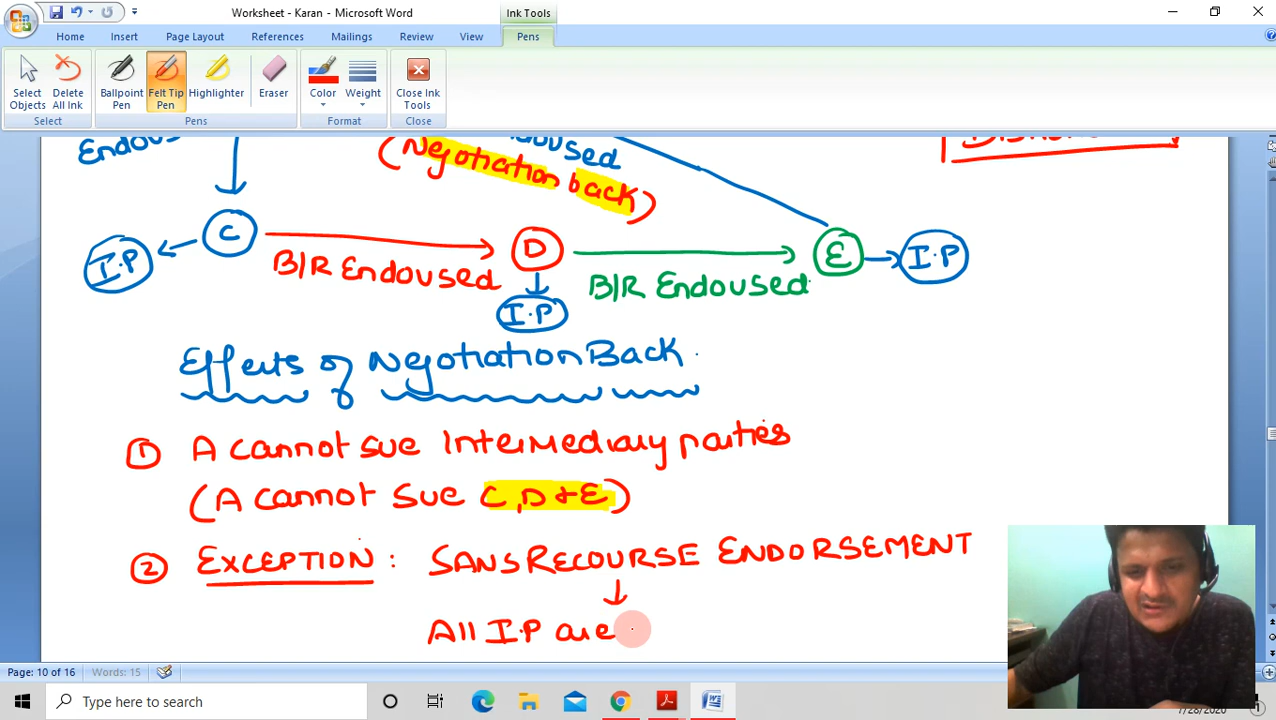 Worksheet - Karan - Microsoft Word
Ink Tools
Home Insert Page Layout References Mailings Review View Pens
Select Objects
Delete All Ink
Ballpoint Pen
Felt Tip Pen
Highlighter
Eraser
Color
Weight
Close Ink Tools
Select
Pens
Format
Close
(Negotiation back)
C
D
E
I.P
I.P
I.P
B/R Endoused
B/R Endoused
Effects of Negotiation Back.
① A cannot sue Intermediary parties
(A cannot sue C, D & E)
② EXCEPTION : SANS RECOURSE ENDORSEMENT
All I.P are
Page: 10 of 16 Words: 15
Type here to search
7/28/2020